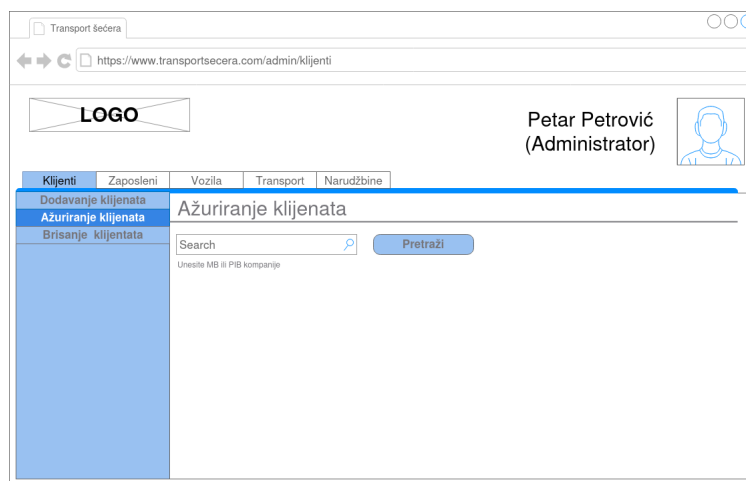 Transport šećera
https://www.transportsecera.com/admin/klijenti
LOGO
Petar Petrović
(Administrator)
Klijenti Zaposleni Vozila Transport Narudžbine
Dodavanje klijenata
Ažuriranje klijenata
Brisanje klijentata
Ažuriranje klijenata
Search
Pretraži
Unesite MB ili PIB kompanije